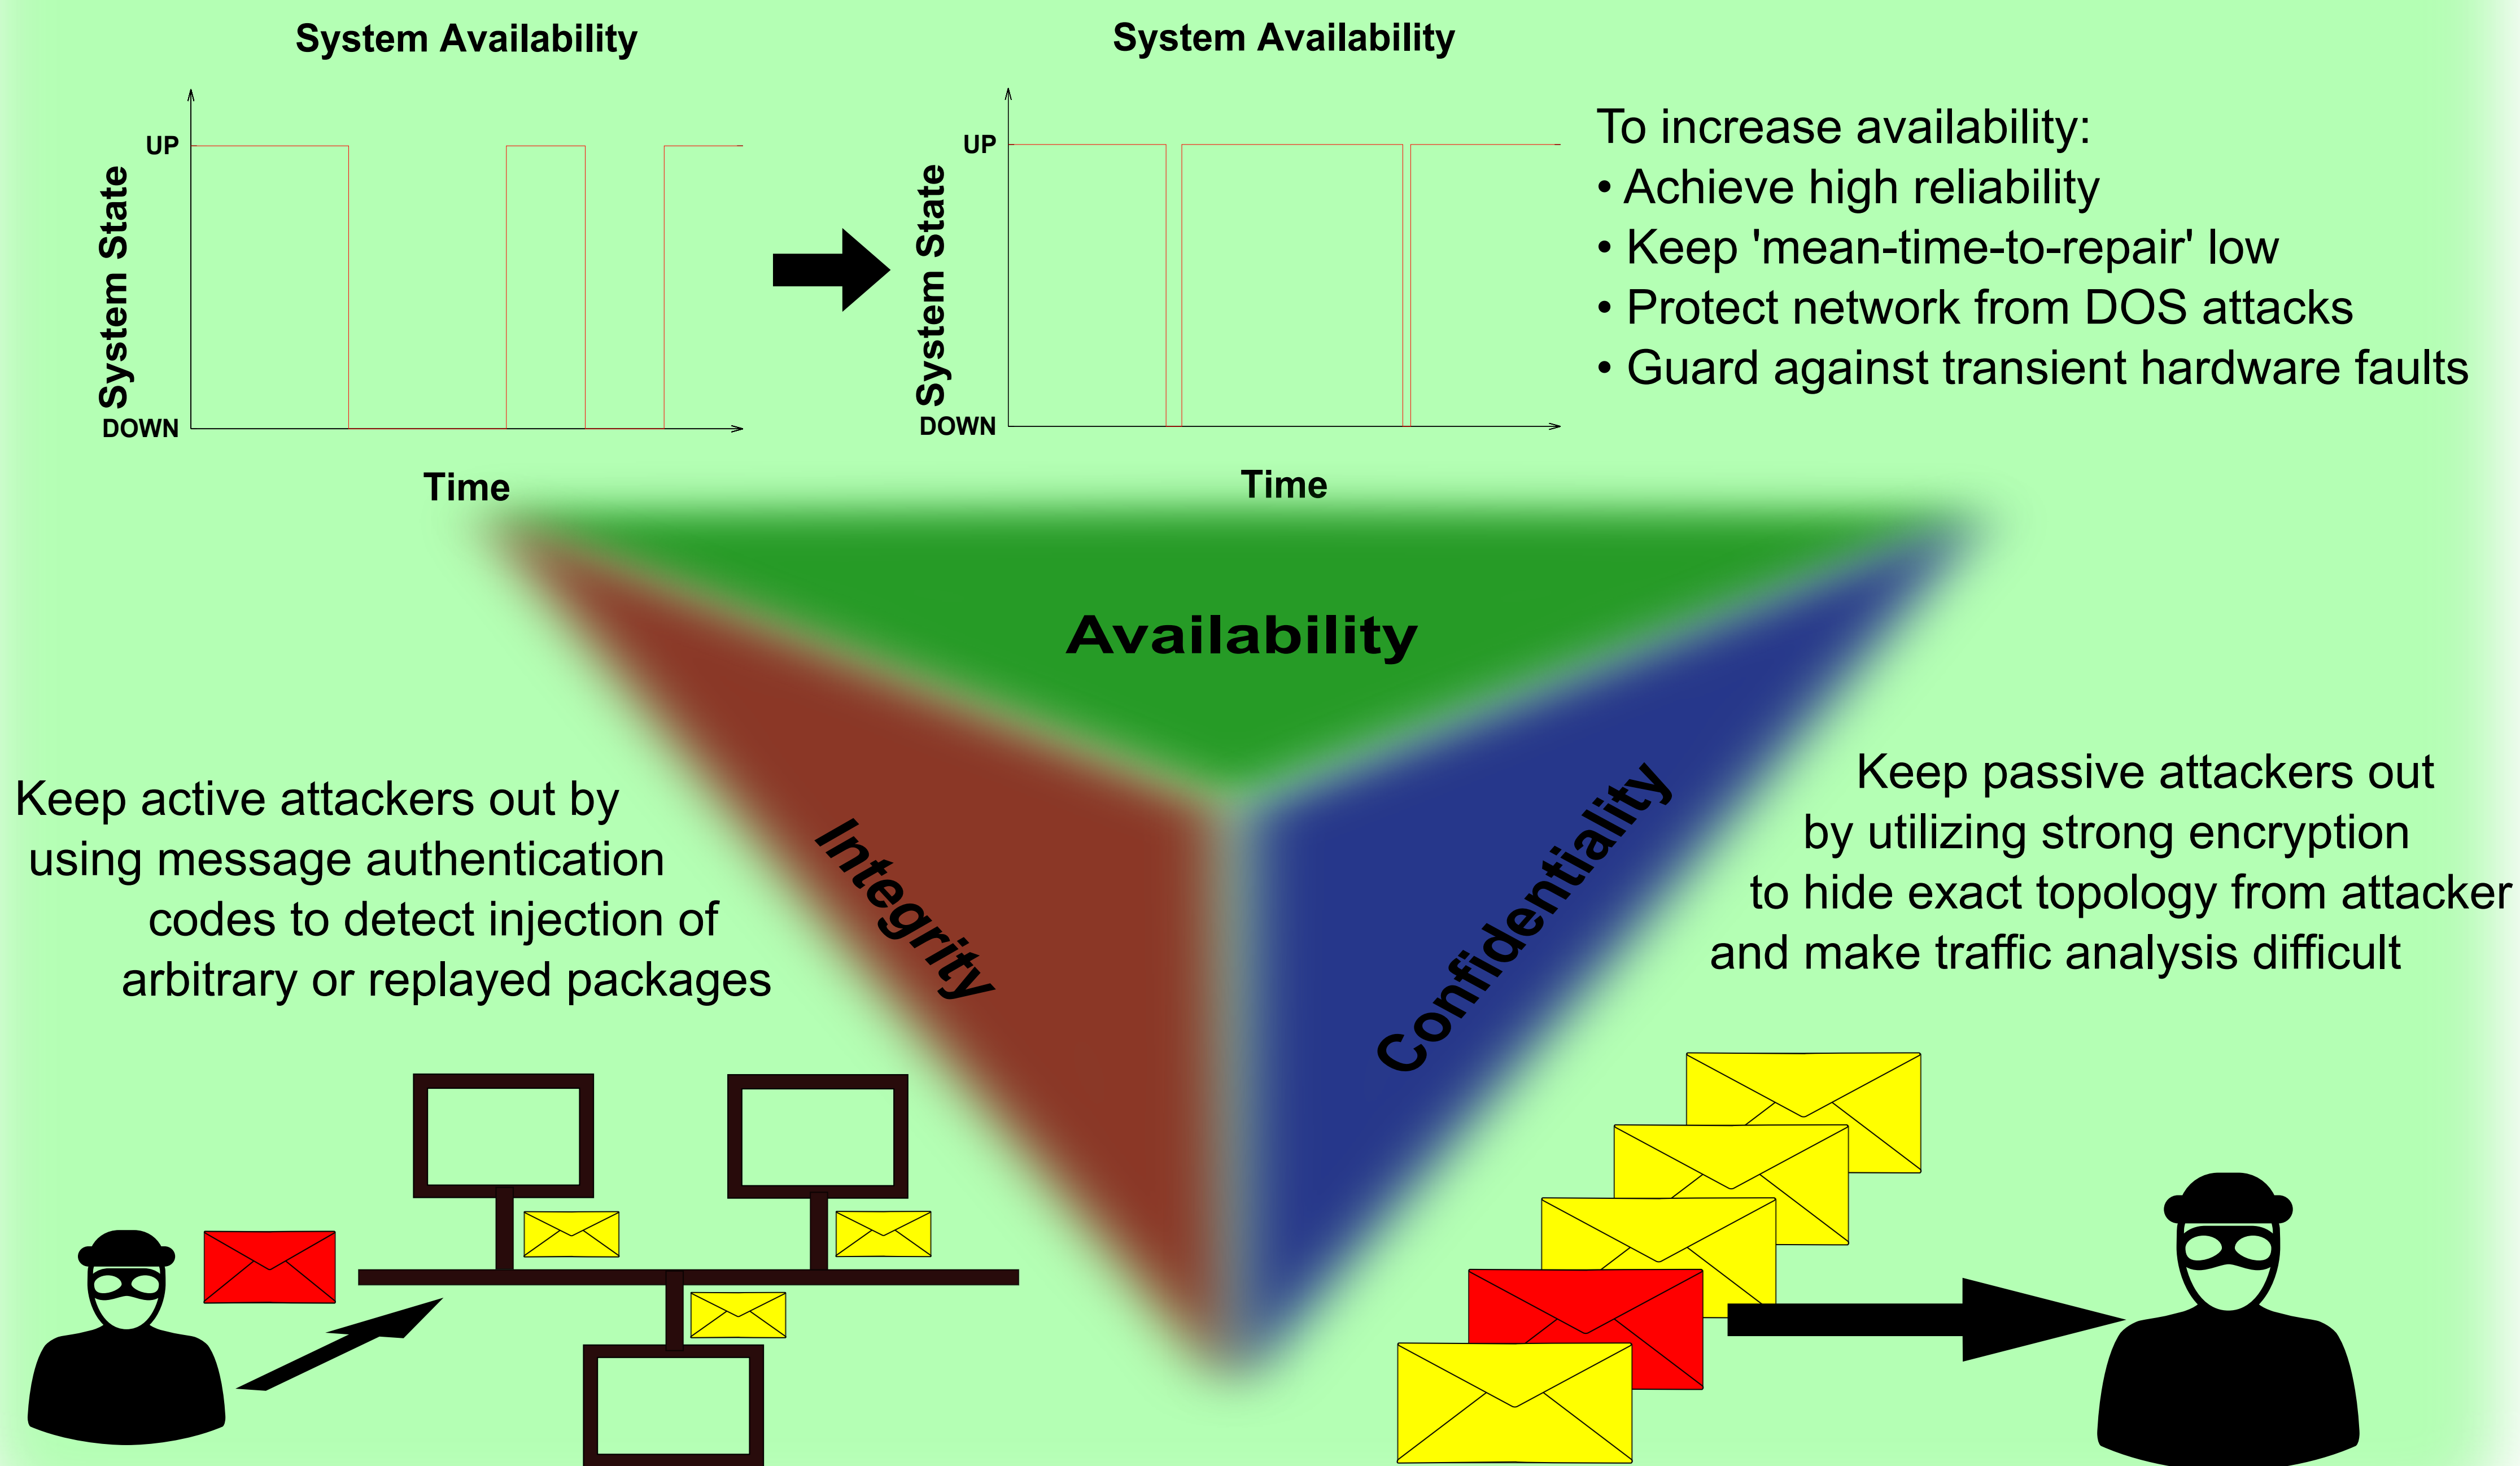 System Availability
UP
System State
DOWN
Time
System Availability
UP
System State
DOWN
Time
To increase availability:
• Achieve high reliability
• Keep 'mean-time-to-repair' low
• Protect network from DOS attacks
• Guard against transient hardware faults
Availability
Integrity
Confidentiality
Keep active attackers out by
using message authentication
codes to detect injection of
arbitrary or replayed packages
Keep passive attackers out
by utilizing strong encryption
to hide exact topology from attacker
and make traffic analysis difficult